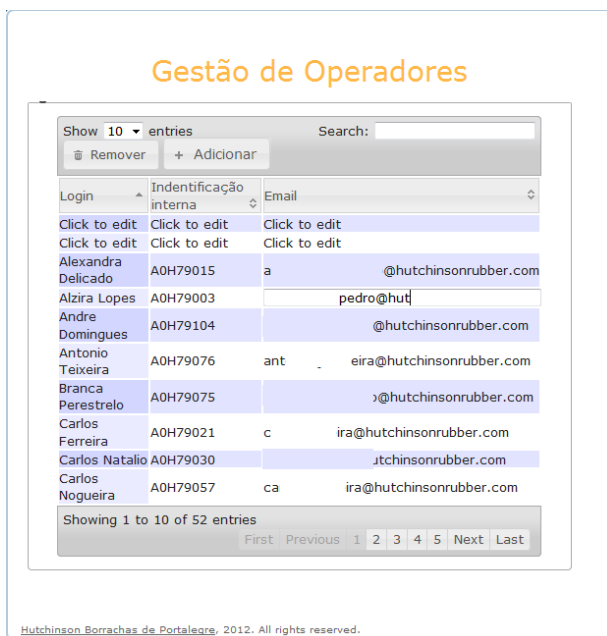 Gestão de Operadores
Show 10 entries Search:
Remover + Adicionar
Login Indentificação interna Email
Click to edit Click to edit Click to edit
Click to edit Click to edit Click to edit
Alexandra Delicado A0H79015 a @hutchinsonrubber.com
Alzira Lopes A0H79003 pedro@hut
Andre Domingues A0H79104 @hutchinsonrubber.com
Antonio Teixeira A0H79076 ant eira@hutchinsonrubber.com
Branca Perestrelo A0H79075 @hutchinsonrubber.com
Carlos Ferreira A0H79021 c ira@hutchinsonrubber.com
Carlos Natalio A0H79030 utchinsonrubber.com
Carlos Nogueira A0H79057 ca ira@hutchinsonrubber.com
Showing 1 to 10 of 52 entries
First Previous 1 2 3 4 5 Next Last
Hutchinson Borrachas de Portalegre, 2012. All rights reserved.